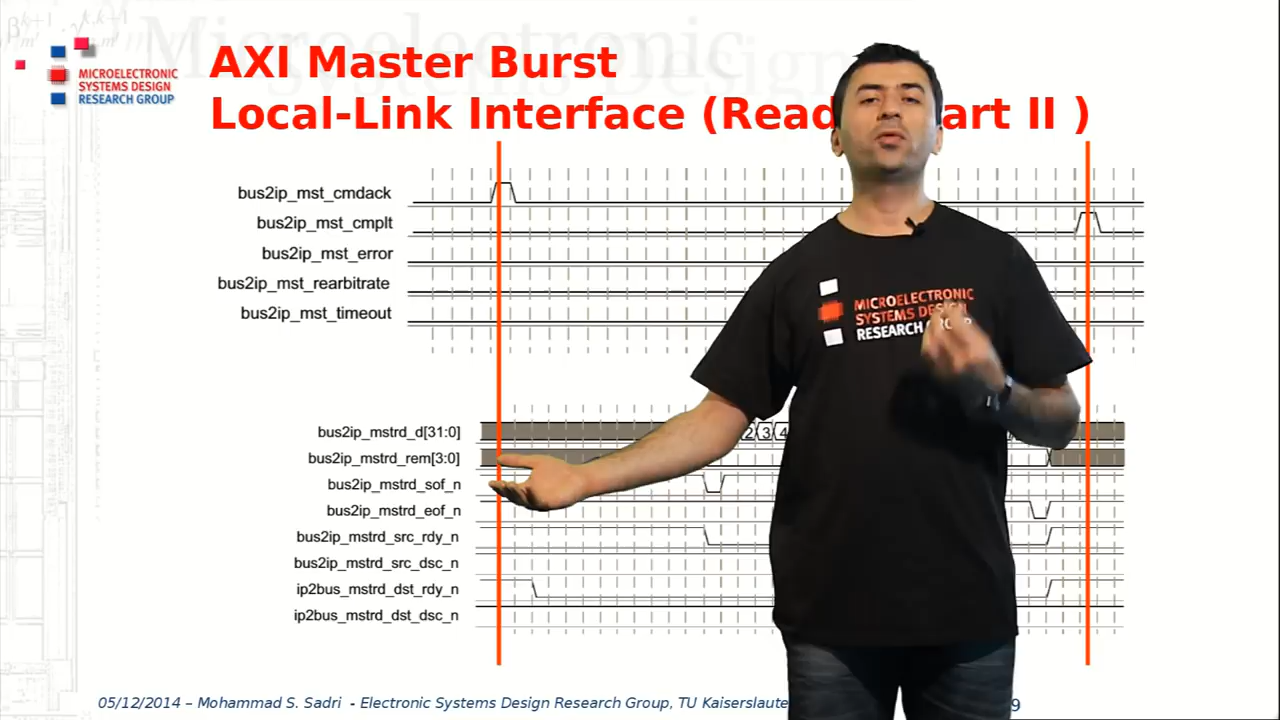 MICROELECTRONIC
SYSTEMS DESIGN
RESEARCH GROUP
AXI Master Burst
Local-Link Interface (Read art II )
bus2ip_mst_cmdack
bus2ip_mst_cmplt
bus2ip_mst_error
bus2ip_mst_rearbitrate
bus2ip_mst_timeout
bus2ip_mstrd_d[31:0]
2 3 4
bus2ip_mstrd_rem[3:0]
bus2ip_mstrd_sof_n
bus2ip_mstrd_eof_n
bus2ip_mstrd_src_rdy_n
bus2ip_mstrd_src_dsc_n
ip2bus_mstrd_dst_rdy_n
ip2bus_mstrd_dst_dsc_n
MICROELECTRONIC
SYSTEMS DESIGN
RESEARCH GROUP
05/12/2014 – Mohammad S. Sadri - Electronic Systems Design Research Group, TU Kaiserslaute
9